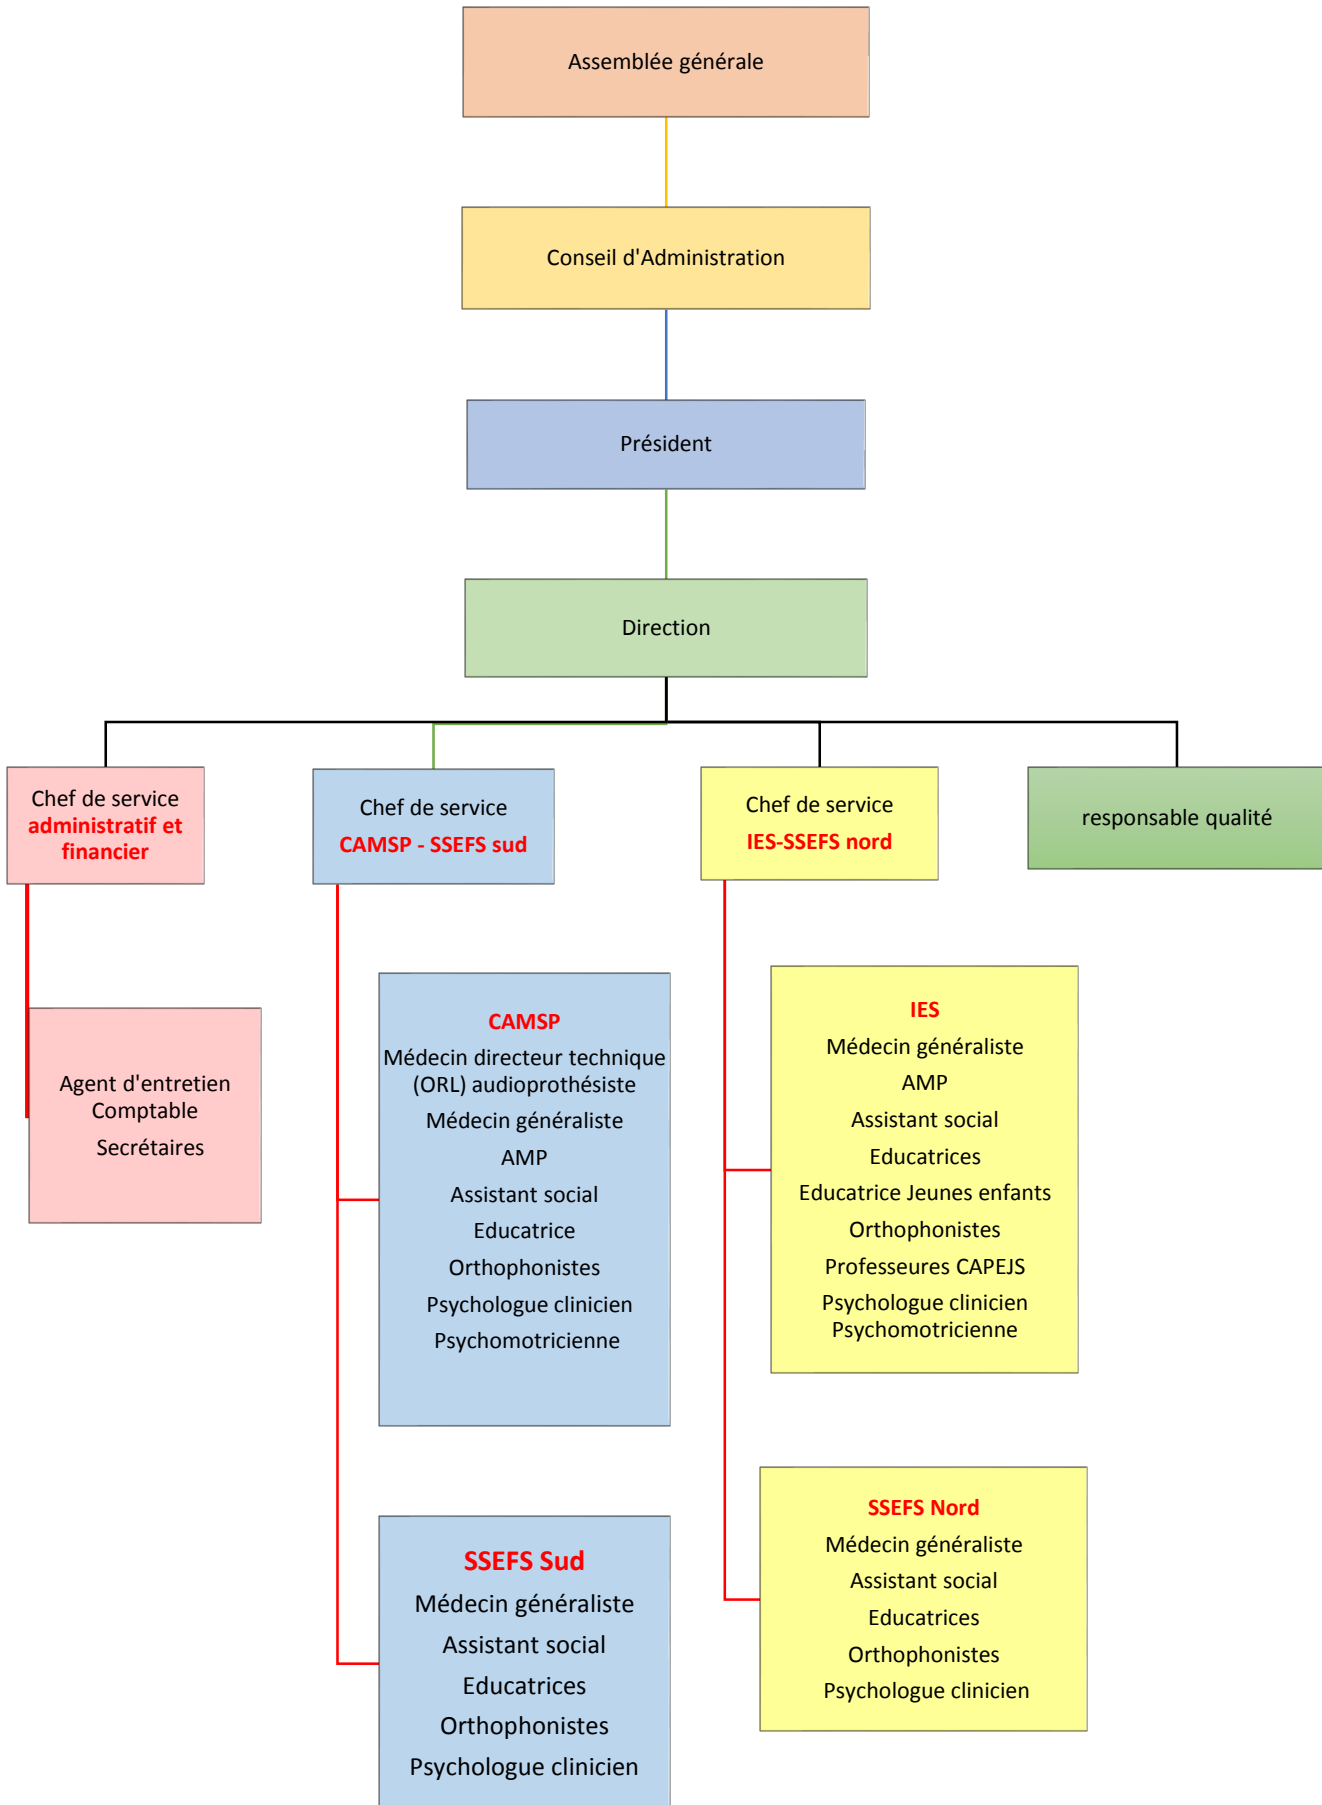 Assemblée générale
Conseil d'Administration
Président
Direction
Chef de service
administratif et
financier
Chef de service
CAMSP - SSEFS sud
Chef de service
IES-SSEFS nord
responsable qualité
Agent d'entretien
Comptable
Secrétaires
CAMSP
Médecin directeur technique
(ORL) audioprothésiste
Médecin généraliste
AMP
Assistant social
Educatrice
Orthophonistes
Psychologue clinicien
Psychomotricienne
IES
Médecin généraliste
AMP
Assistant social
Educatrices
Educatrice Jeunes enfants
Orthophonistes
Professeures CAPEJS
Psychologue clinicien
Psychomotricienne
SSEFS Sud
Médecin généraliste
Assistant social
Educatrices
Orthophonistes
Psychologue clinicien
SSEFS Nord
Médecin généraliste
Assistant social
Educatrices
Orthophonistes
Psychologue clinicien